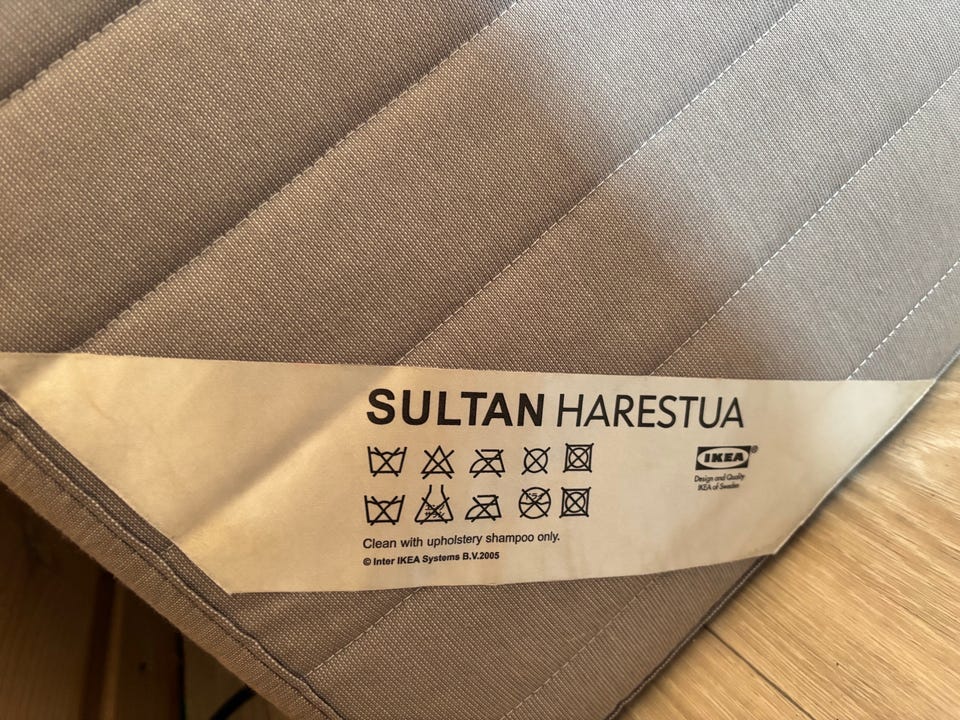 SULTAN HARESTUA
IKEA®
Design and Quality
IKEA of Sweden
Clean with upholstery shampoo only.
© Inter IKEA Systems B.V.2005